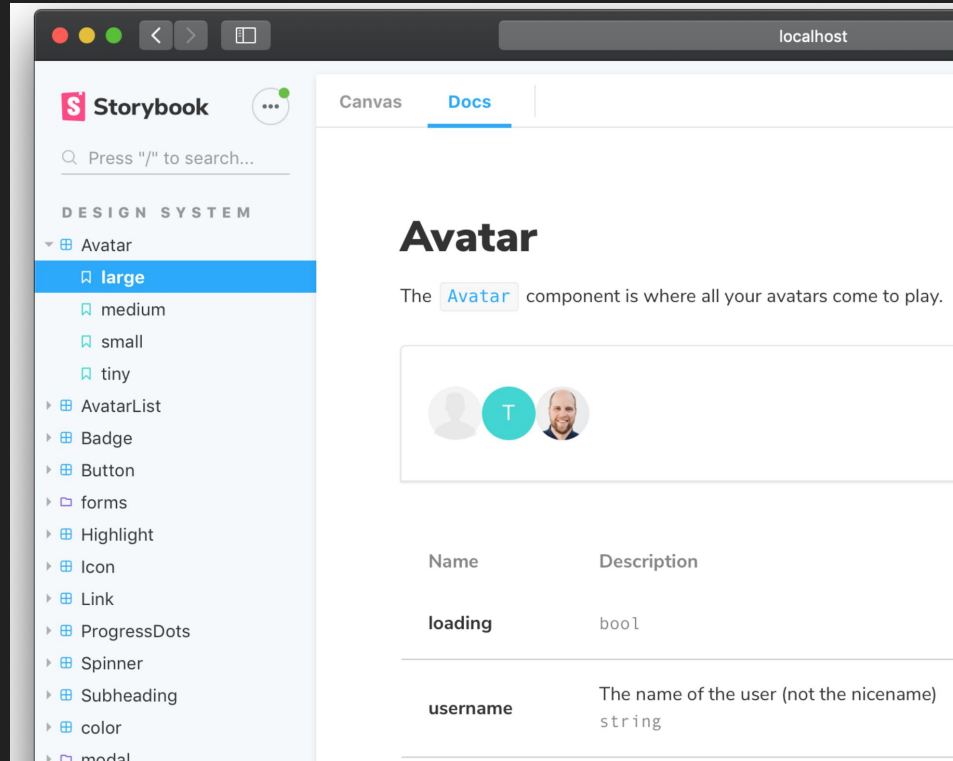 localhost
Storybook
Canvas
Docs
Press "/" to search...
DESIGN SYSTEM
Avatar
large
medium
small
tiny
AvatarList
Badge
Button
forms
Highlight
Icon
Link
ProgressDots
Spinner
Subheading
color
modal
Avatar
The Avatar component is where all your avatars come to play.
T
Name Description
loading bool
username The name of the user (not the nicename)
string